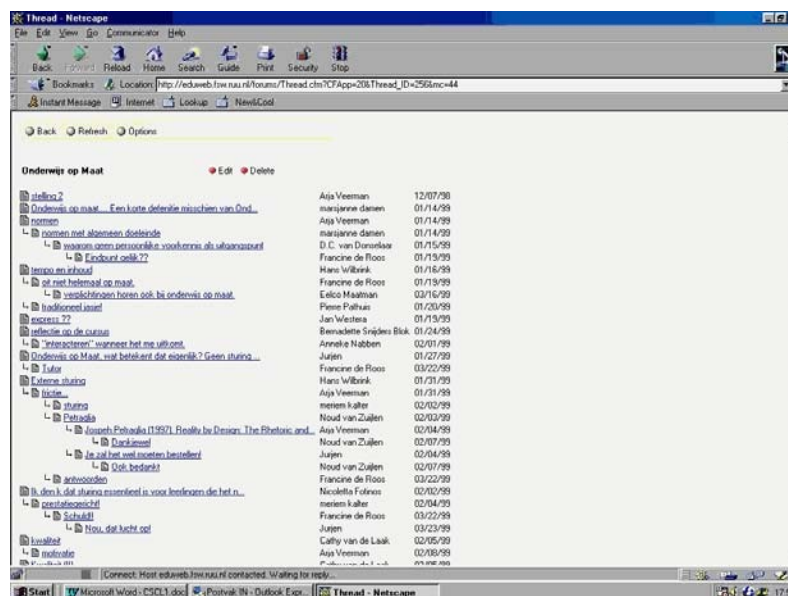 Thread - Netscape
File Edit View Go Communicator Help
Back Forward Reload Home Search Guide Print Security Stop
Bookmarks Location: http://eduweb.fsw.ruu.nl/forums/Thread.cfm?CFApp=20&Thread_ID=256&mc=44
Instant Message Internet Lookup New&Cool
Back Refresh Options
Onderwijs op Maat Edit Delete
stelling 2 Arja Veerman 12/07/98
Onderwijs op maat.... Een korte defenitie misschien van Ond... marsjanne damen 01/14/99
normen Arja Veerman 01/14/99
normen met algemeen doeleinde marsjanne damen 01/14/99
waarom geen persoonlijke voorkennis als uitgangspunt D.C. van Donselaar 01/15/99
Eindpunt gelijk?? Francine de Roos 01/19/99
tempo en inhoud Hans Wilbrink 01/16/99
niet helemaal op maat. Francine de Roos 01/19/99
verplichtingen horen ook bij onderwijs op maat. Eelco Maatman 03/16/99
traditioneel Pierre Pathuis 01/20/99
express ?? Jan Westera 01/19/99
reflectie op de cursus Bernadette Snijders Blok 01/24/99
"interacteren" wanneer het me uitkomt. Anneke Nabben 02/01/99
Onderwijs op Maat, wat betekent dat eigenlijk? Geen sturing ... Jurjen 01/27/99
Tutor Francine de Roos 03/22/99
Externe sturing Hans Wilbrink 01/31/99
frictie... Arja Veerman 01/31/99
sturing meriem kalter 02/02/99
Petraglia Noud van Zuijlen 02/03/99
Jospeh Petraglia (1997). Reality by Design: The Rhetoric and... Arja Veerman 02/04/99
Dankjewel Noud van Zuijlen 02/07/99
Je zal het wel moeten bestellen! Jurjen 02/04/99
Ook bedankt Noud van Zuijlen 02/07/99
antwoorden Francine de Roos 03/22/99
Ik den k dat sturing essentieel is voor leerlingen die het n... Nicoletta Fotinos 02/02/99
prestatiegericht! meriem kalter 02/04/99
Schuld!! Francine de Roos 03/22/99
Nou, dat lucht op! Jurjen 03/23/99
kwaliteit Cathy van de Laak 02/05/99
motivatie Arja Veerman 02/08/99
Connect: Host eduweb.fsw.ruu.nl contacted. Waiting for reply...
Start Microsoft Word - CSCL1.doc Postvak IN - Outlook Expr... Thread - Netscape